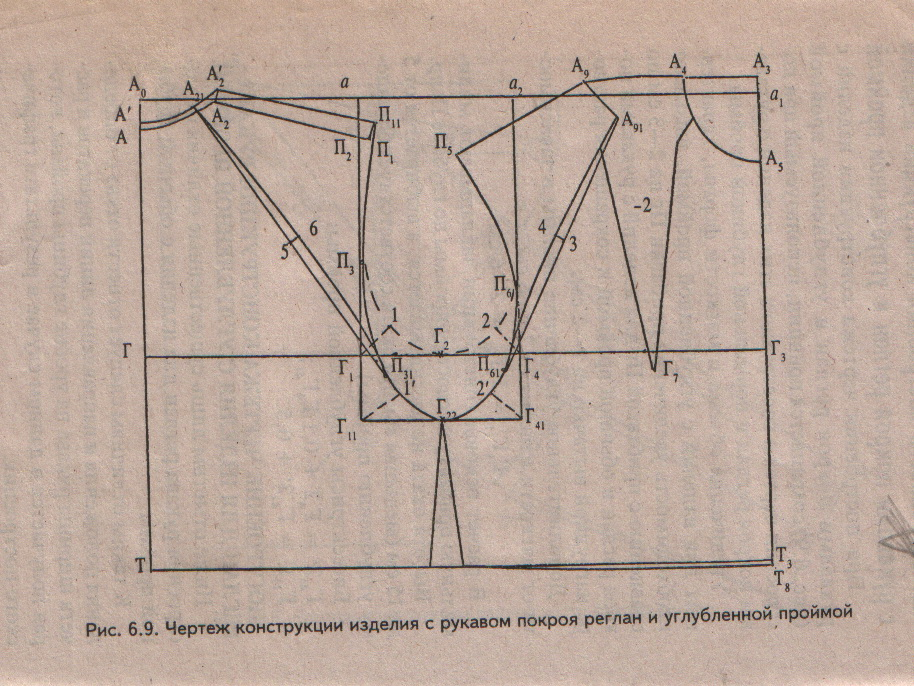 A₀ A₂₁ A′₂ a a₂ A₉ A₄ A₃
A′ A₂ П₁₁ A₉₁ a₁
A П₂ П₁ П₅ A₅
–2
6 4
5 3
П₃ П₆
1 2
Г Г₂ Г₃
Г₁ П₃₁ П₆₁ Г₄ Г₇
1′ 2′
Г₁₁ Г₂₂ Г₄₁
Т Т₃
Т₈
Рис. 6.9. Чертеж конструкции изделия с рукавом покроя реглан и углубленной проймой